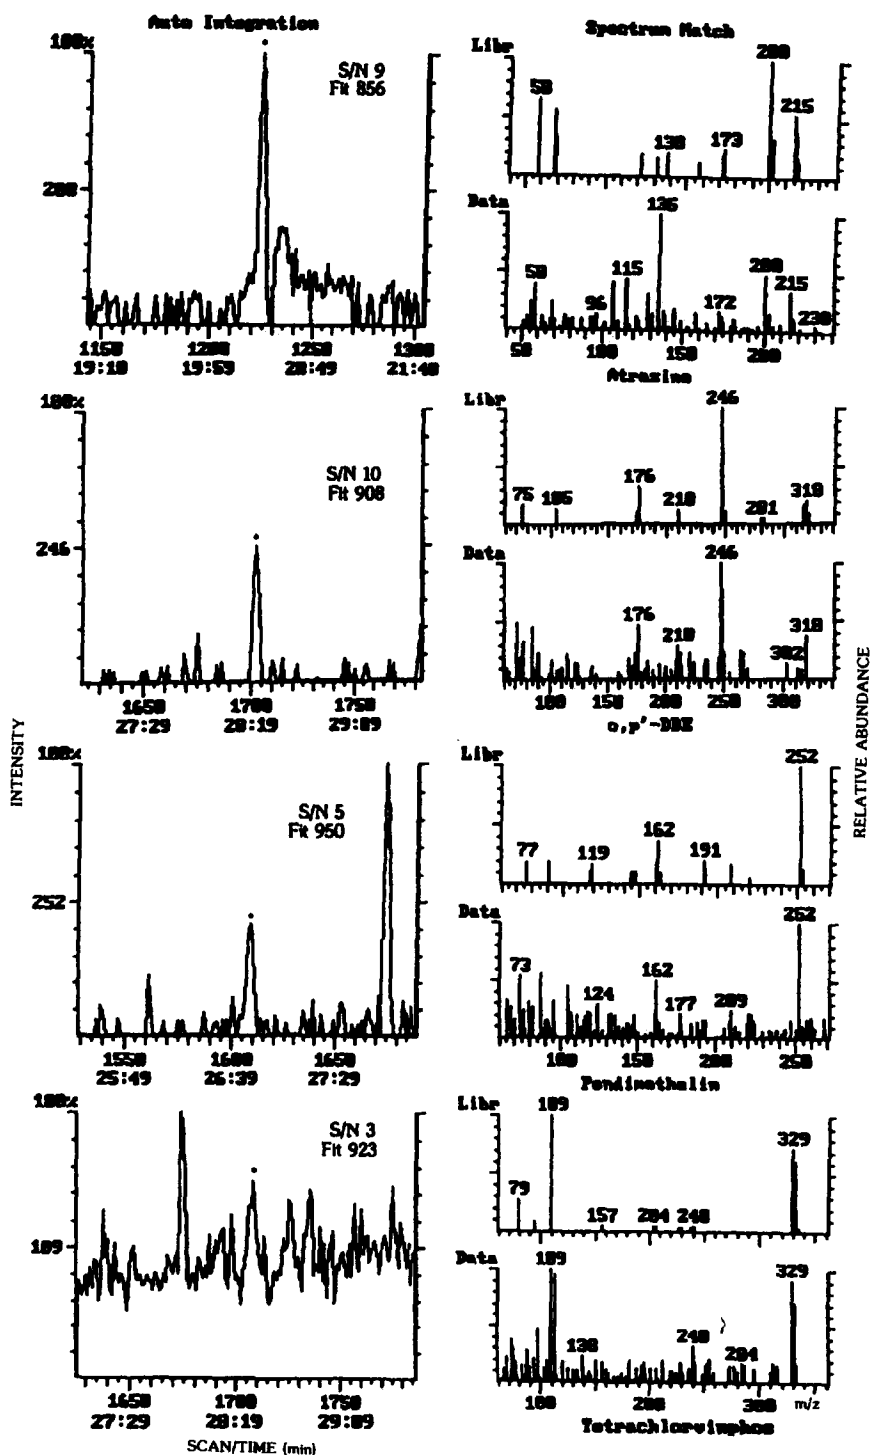 Auto Integration
Spectrum Match
100%
S/N 9
Fit 856
200
1150 1200 1250 1300
19:10 19:59 20:49 21:40
Libr
58 138 173 200 215
Data
58 96 115 136 172 200 215 230
50 100 150 200
Atrazine
100%
S/N 10
Fit 908
246
1650 1700 1750
27:29 28:19 29:09
Libr
75 105 176 210 246 281 318
Data
176 210 246 302 318
100 150 200 250 300
o,p'-DDE
INTENSITY
RELATIVE ABUNDANCE
100%
S/N 5
Fit 950
252
1550 1600 1650
25:49 26:39 27:29
Libr
77 119 162 191 252
Data
73 124 162 177 209 252
100 150 200 250
Pendimethalin
100%
S/N 3
Fit 923
109
1650 1700 1750
27:29 28:19 29:09
SCAN/TIME (min)
Libr
79 109 157 204 240 329
Data
109 138 240 284 329
100 200 300 m/z
Tetrachlorvinphos